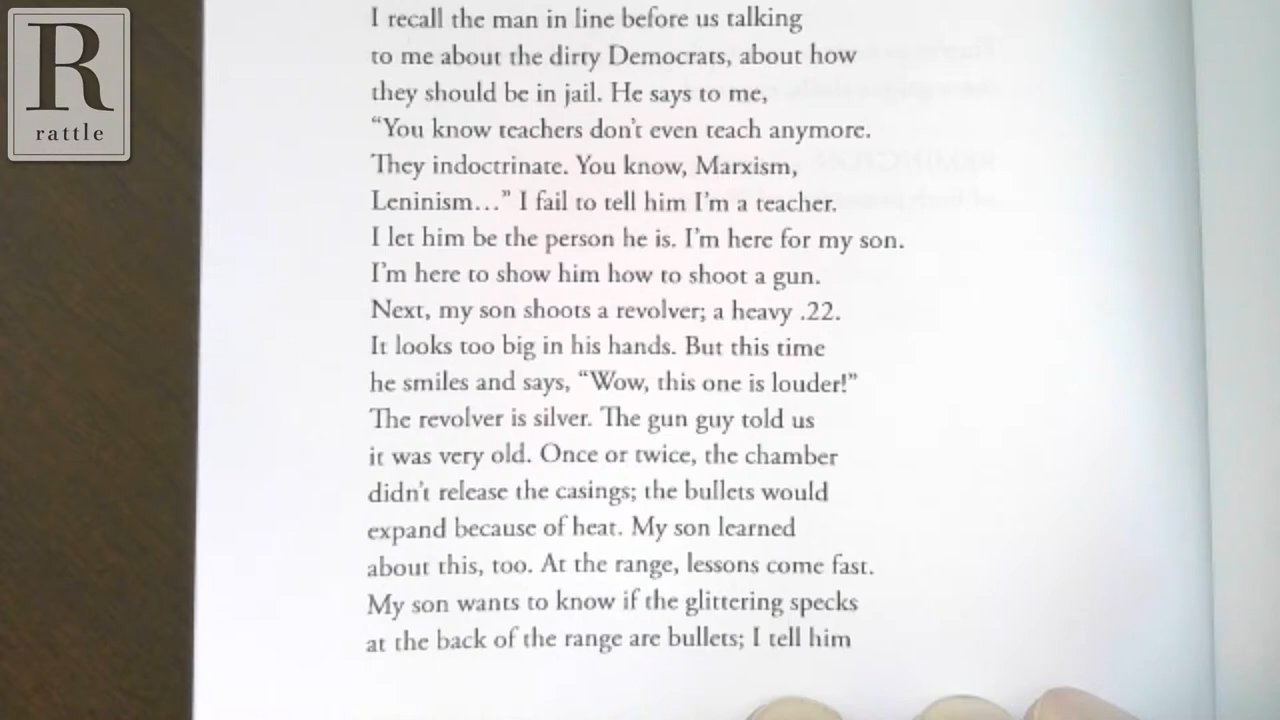 R
rattle
I recall the man in line before us talking
to me about the dirty Democrats, about how
they should be in jail. He says to me,
“You know teachers don’t even teach anymore.
They indoctrinate. You know, Marxism,
Leninism…” I fail to tell him I’m a teacher.
I let him be the person he is. I’m here for my son.
I’m here to show him how to shoot a gun.
Next, my son shoots a revolver; a heavy .22.
It looks too big in his hands. But this time
he smiles and says, “Wow, this one is louder!”
The revolver is silver. The gun guy told us
it was very old. Once or twice, the chamber
didn’t release the casings; the bullets would
expand because of heat. My son learned
about this, too. At the range, lessons come fast.
My son wants to know if the glittering specks
at the back of the range are bullets; I tell him